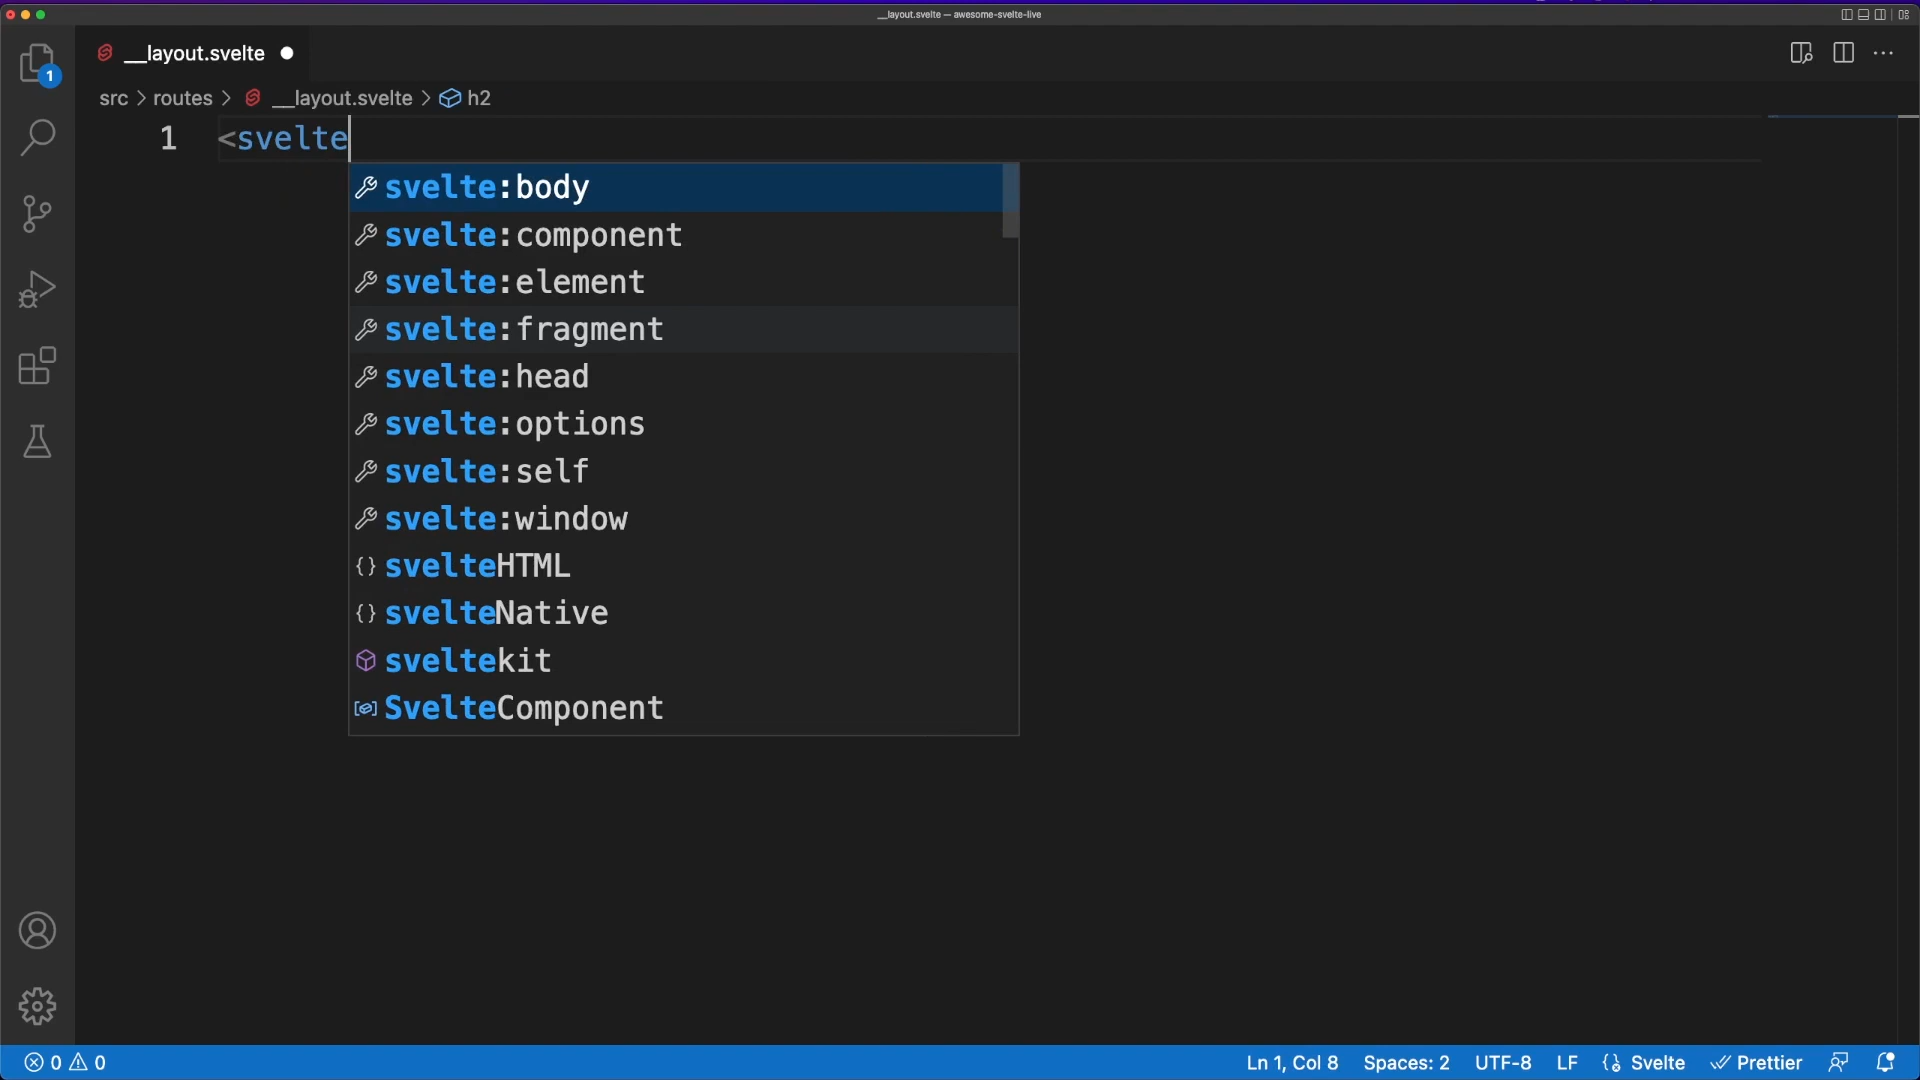 __layout.svelte — awesome-svelte-live
1
__layout.svelte
src > routes > __layout.svelte > h2
1 <svelte
svelte:body
svelte:component
svelte:element
svelte:fragment
svelte:head
svelte:options
svelte:self
svelte:window
svelteHTML
svelteNative
sveltekit
SvelteComponent
0 0 Ln 1, Col 8 Spaces: 2 UTF-8 LF Svelte Prettier